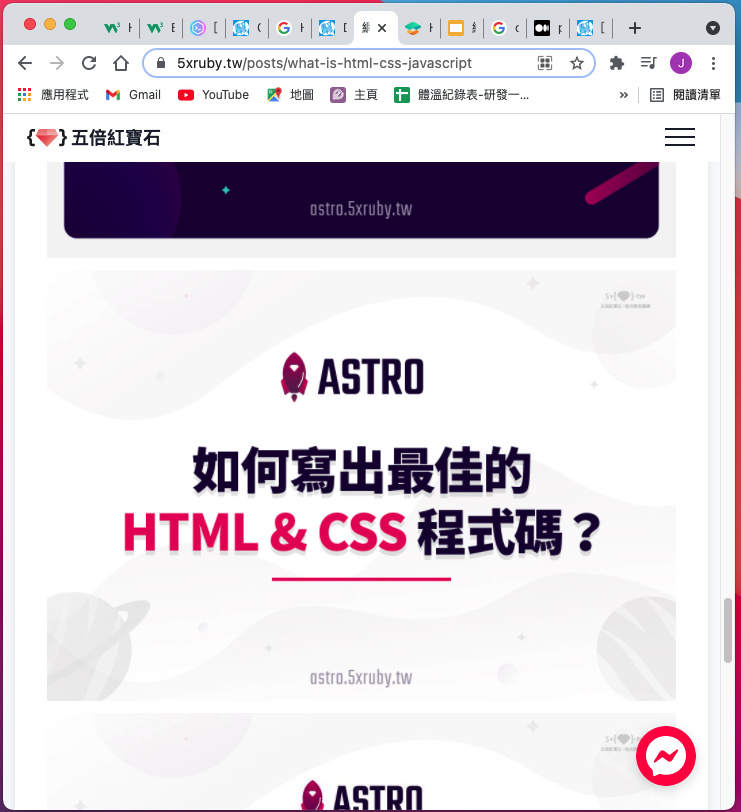 5xruby.tw/posts/what-is-html-css-javascript
J
應用程式 Gmail YouTube 地圖 主頁 體溫紀錄表-研發一... » 閱讀清單
{ } 五倍紅寶石
astro.5xruby.tw
5×{ }.tw
ASTRO
如何寫出最佳的
HTML & CSS 程式碼？
astro.5xruby.tw
ASTRO